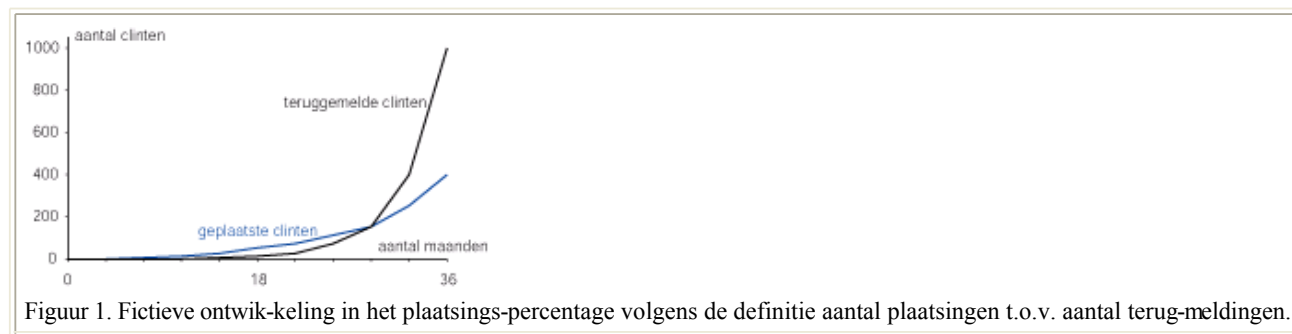 aantal clinten
1000
800
teruggemelde clinten
600
400
200
geplaatste clinten
aantal maanden
0
0
18
36
Figuur 1. Fictieve ontwik-keling in het plaatsings-percentage volgens de definitie aantal plaatsingen t.o.v. aantal terug-meldingen.